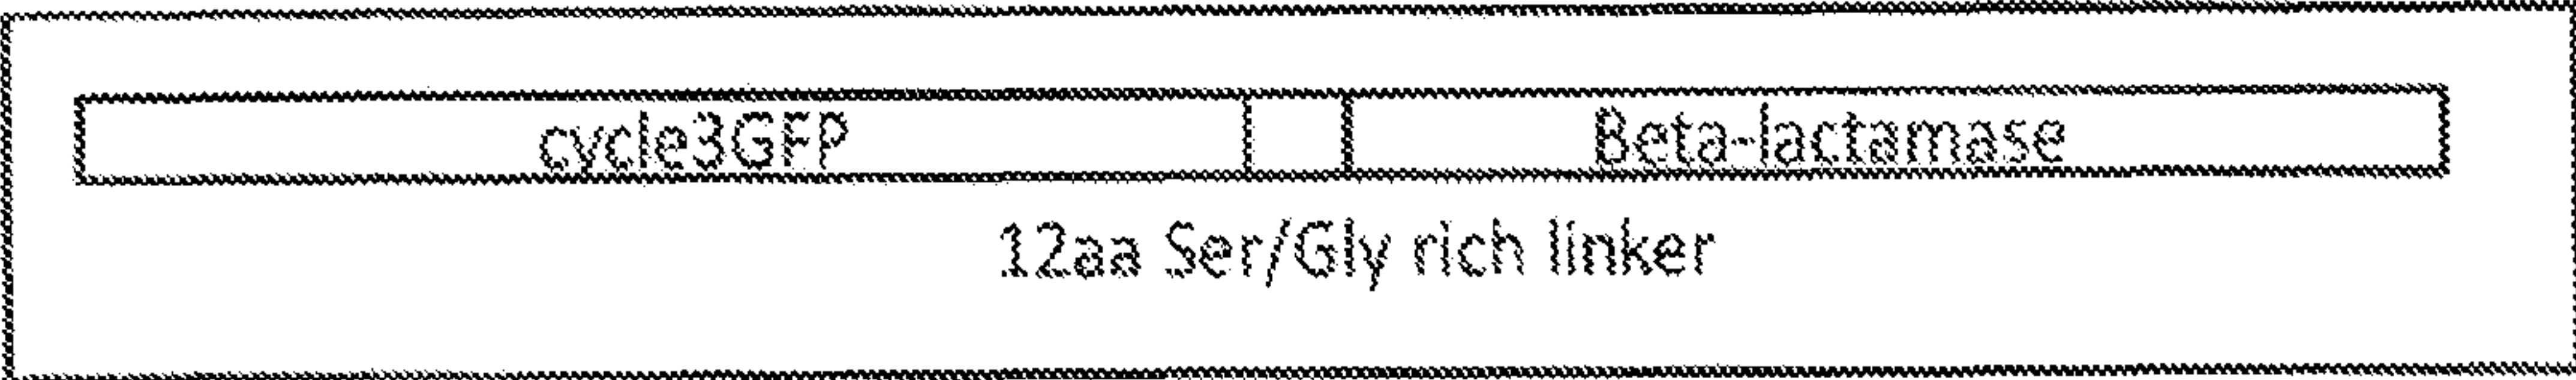 cycle3GFP Beta-lactamase
12aa Ser/Gly rich linker